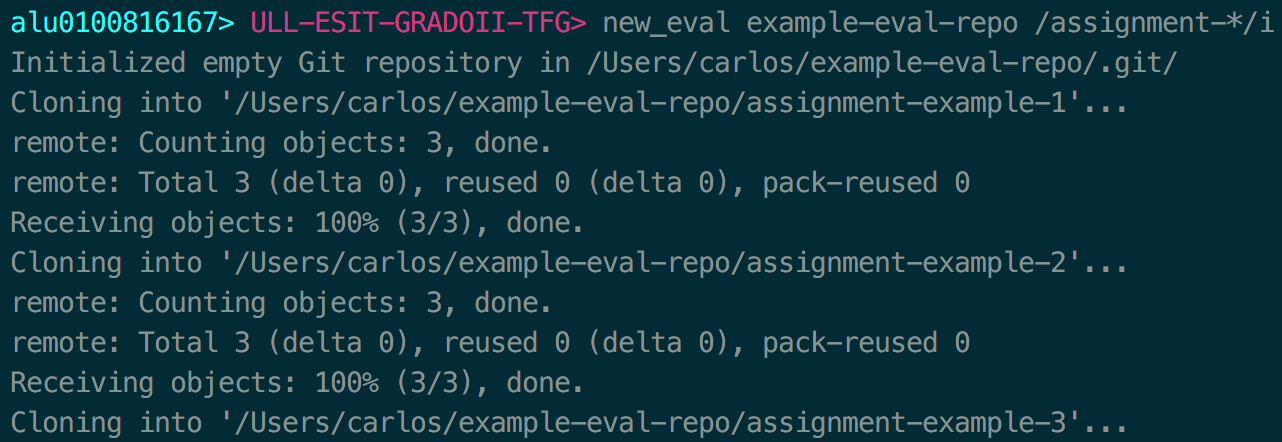 alu0100816167> ULL-ESIT-GRADOII-TFG> new_eval example-eval-repo /assignment-*/i
Initialized empty Git repository in /Users/carlos/example-eval-repo/.git/
Cloning into '/Users/carlos/example-eval-repo/assignment-example-1'...
remote: Counting objects: 3, done.
remote: Total 3 (delta 0), reused 0 (delta 0), pack-reused 0
Receiving objects: 100% (3/3), done.
Cloning into '/Users/carlos/example-eval-repo/assignment-example-2'...
remote: Counting objects: 3, done.
remote: Total 3 (delta 0), reused 0 (delta 0), pack-reused 0
Receiving objects: 100% (3/3), done.
Cloning into '/Users/carlos/example-eval-repo/assignment-example-3'...